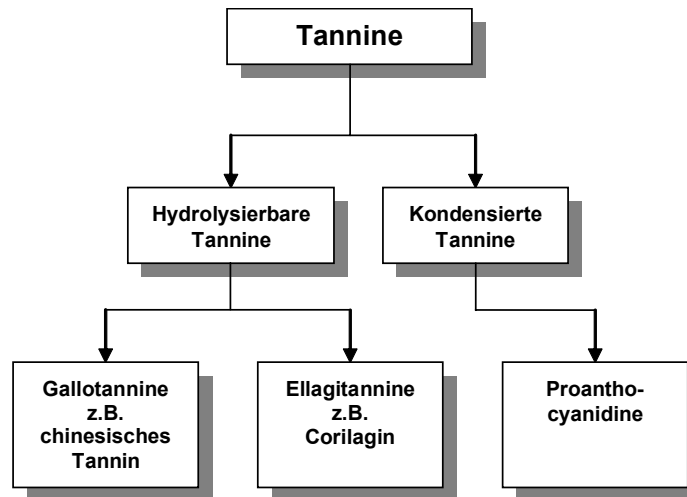 Tannine
Hydrolysierbare
Tannine
Kondensierte
Tannine
Gallotannine
z.B.
chinesisches
Tannin
Ellagitannine
z.B.
Corilagin
Proantho-
cyanidine